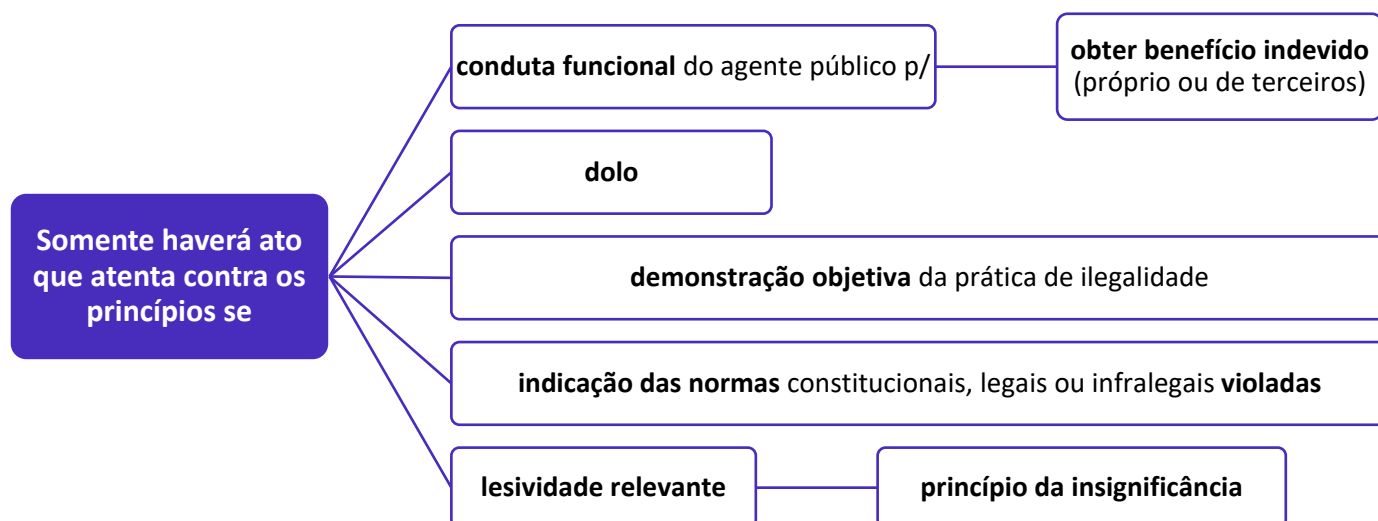 Somente haverá ato
que atenta contra os
princípios se
conduta funcional do agente público p/
obter benefício indevido
(próprio ou de terceiros)
dolo
demonstração objetiva da prática de ilegalidade
indicação das normas constitucionais, legais ou infralegais violadas
lesividade relevante
princípio da insignificância